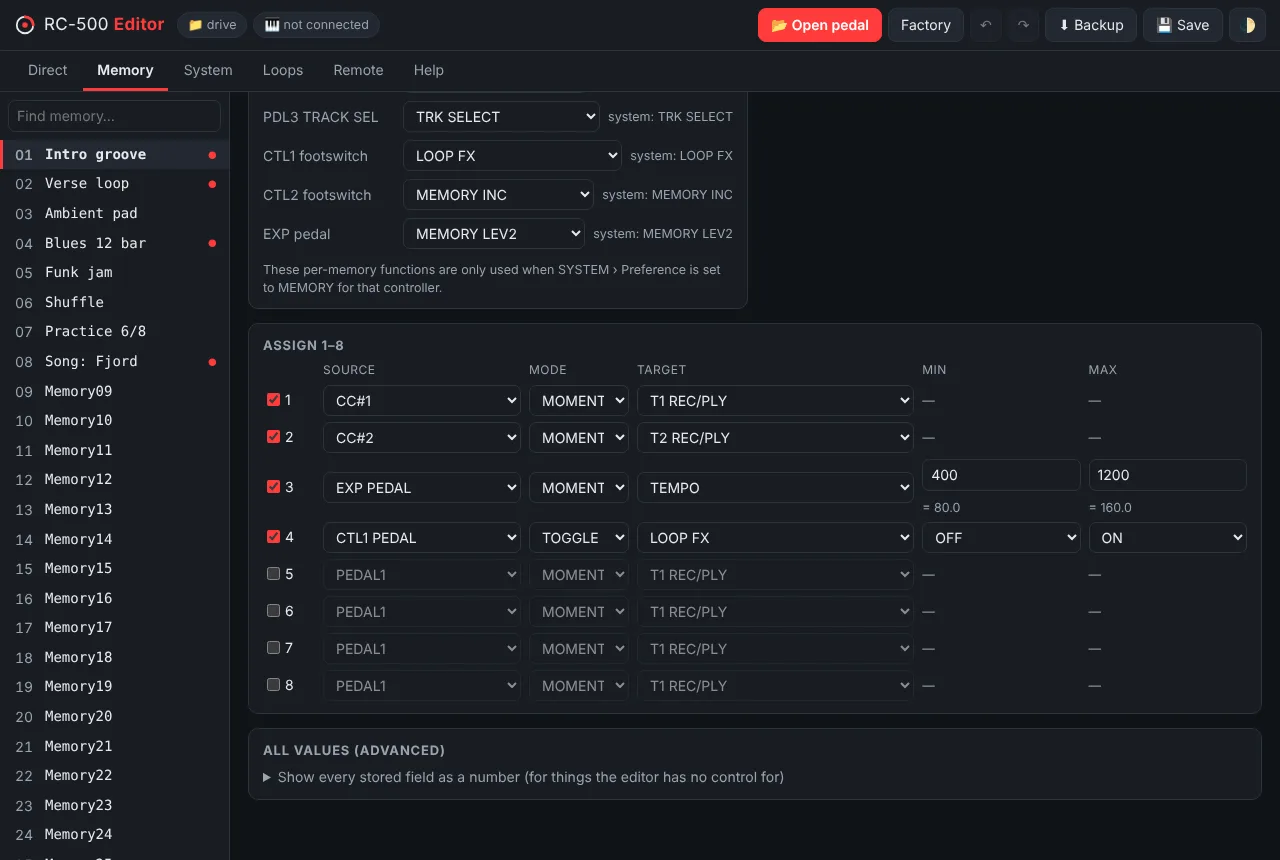 RC-500 Editor 📁 drive 🎹 not connected 📂 Open pedal Factory ↶ ↷ ⬇ Backup 💾 Save 🌗
Direct Memory System Loops Remote Help
Find memory...
01 Intro groove
02 Verse loop
03 Ambient pad
04 Blues 12 bar
05 Funk jam
06 Shuffle
07 Practice 6/8
08 Song: Fjord
09 Memory09
10 Memory10
11 Memory11
12 Memory12
13 Memory13
14 Memory14
15 Memory15
16 Memory16
17 Memory17
18 Memory18
19 Memory19
20 Memory20
21 Memory21
22 Memory22
23 Memory23
24 Memory24
PDL3 TRACK SEL TRK SELECT system: TRK SELECT
CTL1 footswitch LOOP FX system: LOOP FX
CTL2 footswitch MEMORY INC system: MEMORY INC
EXP pedal MEMORY LEV2 system: MEMORY LEV2
These per-memory functions are only used when SYSTEM › Preference is set
to MEMORY for that controller.
ASSIGN 1–8
SOURCE MODE TARGET MIN MAX
1 CC#1 MOMENT T1 REC/PLY — —
2 CC#2 MOMENT T2 REC/PLY — —
3 EXP PEDAL MOMENT TEMPO 400 1200
= 80.0 = 160.0
4 CTL1 PEDAL TOGGLE LOOP FX OFF ON
5 PEDAL1 MOMENT T1 REC/PLY — —
6 PEDAL1 MOMENT T1 REC/PLY — —
7 PEDAL1 MOMENT T1 REC/PLY — —
8 PEDAL1 MOMENT T1 REC/PLY — —
ALL VALUES (ADVANCED)
▶ Show every stored field as a number (for things the editor has no control for)